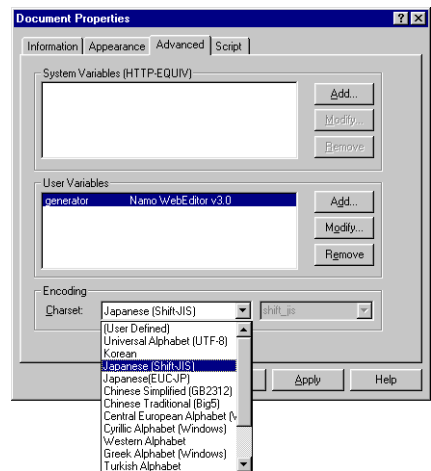 Document Properties
Information Appearance Advanced Script
System Variables (HTTP-EQUIV)
Add...
Modify...
Remove
User Variables
generator Namo WebEditor v3.0
Add...
Modify...
Remove
Encoding
Charset: Japanese (Shift-JIS) shift_jis
(User Defined)
Universal Alphabet (UTF-8)
Korean
Japanese (Shift-JIS)
Japanese(EUC-JP)
Chinese Simplified (GB2312)
Chinese Traditional (Big5)
Central European Alphabet (
Cyrillic Alphabet (Windows)
Western Alphabet
Greek Alphabet (Windows)
Turkish Alphabet
Apply Help